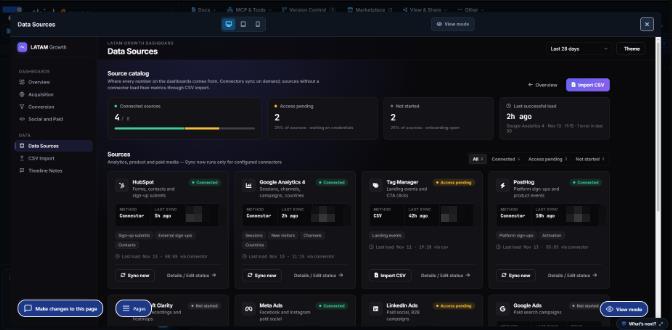 Docs
MCP & Tools
Version Control
Marketplace
View & Share
Other
Data Sources
View mode
LATAM Growth
LATAM GROWTH DASHBOARD
Data Sources
Last 28 days
Theme
DASHBOARDS
Overview
Acquisition
Conversion
Social and Paid
DATA
Data Sources
CSV Import
Timeline Notes
Source catalog
Where every number on the dashboards comes from. Connectors sync on demand; sources without a
connector load from metrics through CSV import.
Overview
Import CSV
Connected sources
4 / 8
Access pending
2
25% of sources · waiting on credentials
Not started
2
25% of sources · onboarding open
Last successful load
2h ago
Sources
Analytics, product and paid media — Sync now runs only for configured connectors
All
Connected
Access pending
Not started
HubSpot
Connected
Forms, contacts and
sign-up submits
METHOD
LAST SYNC
Connector
3h ago
Sign-up submits
External sign-ups
Contacts
Sync now
Details / Edit status
Google Analytics 4
Connected
Sessions, channels,
campaigns, countries
METHOD
LAST SYNC
Connector
2h ago
Sessions
New visitors
Channels
Countries
Sync now
Details / Edit status
Tag Manager
Access pending
Landing events and
CTA clicks
METHOD
LAST SYNC
CSV
42h ago
Landing events
Import CSV
Details / Edit status
PostHog
Connected
Platform sign-ups and
product events
METHOD
LAST SYNC
Connector
Platform sign-ups
Activation
Sync now
Details / Edit status
Clarity
Not started
Meta Ads
Connected
Facebook and Instagram
paid social
LinkedIn Ads
Access pending
Paid social, B2B
campaigns
Google Ads
Paid search campaigns
Make changes to this page
Pages
View mode
What's next?